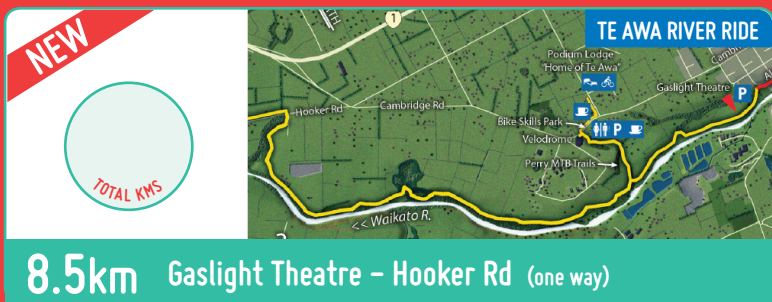 NEW
TOTAL KMS
TE AWA RIVER RIDE
1
Podium Lodge
'Home of Te Awa'
Gaslight Theatre
P
Hooker Rd
Cambridge Rd
Bike Skills Park
P
Velodrome
Perry MTB Trails
<< Waikato R.
8.5km Gaslight Theatre – Hooker Rd (one way)